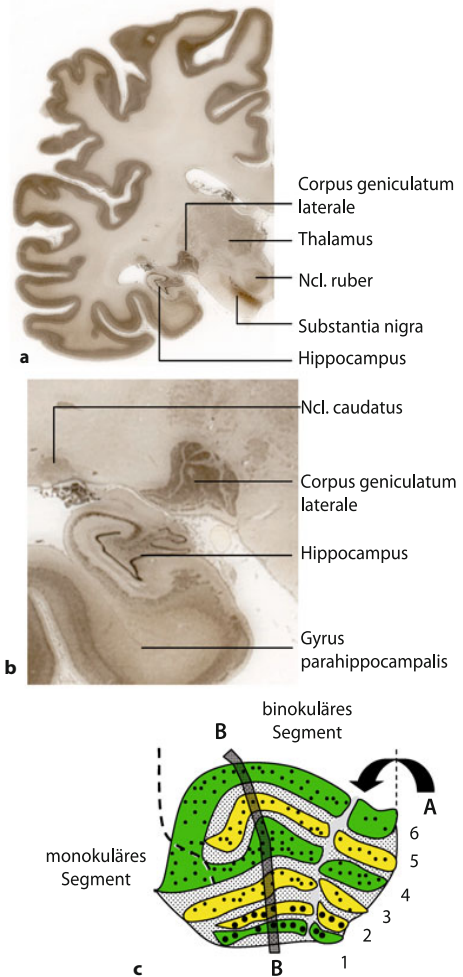 Corpus geniculatum
laterale
Thalamus
Ncl. ruber
Substantia nigra
a
Hippocampus
Ncl. caudatus
Corpus geniculatum
laterale
Hippocampus
Gyrus
parahippocampalis
b
binokuläres
Segment
B
A
6
monokuläres
Segment
5
4
3
2
1
B
c